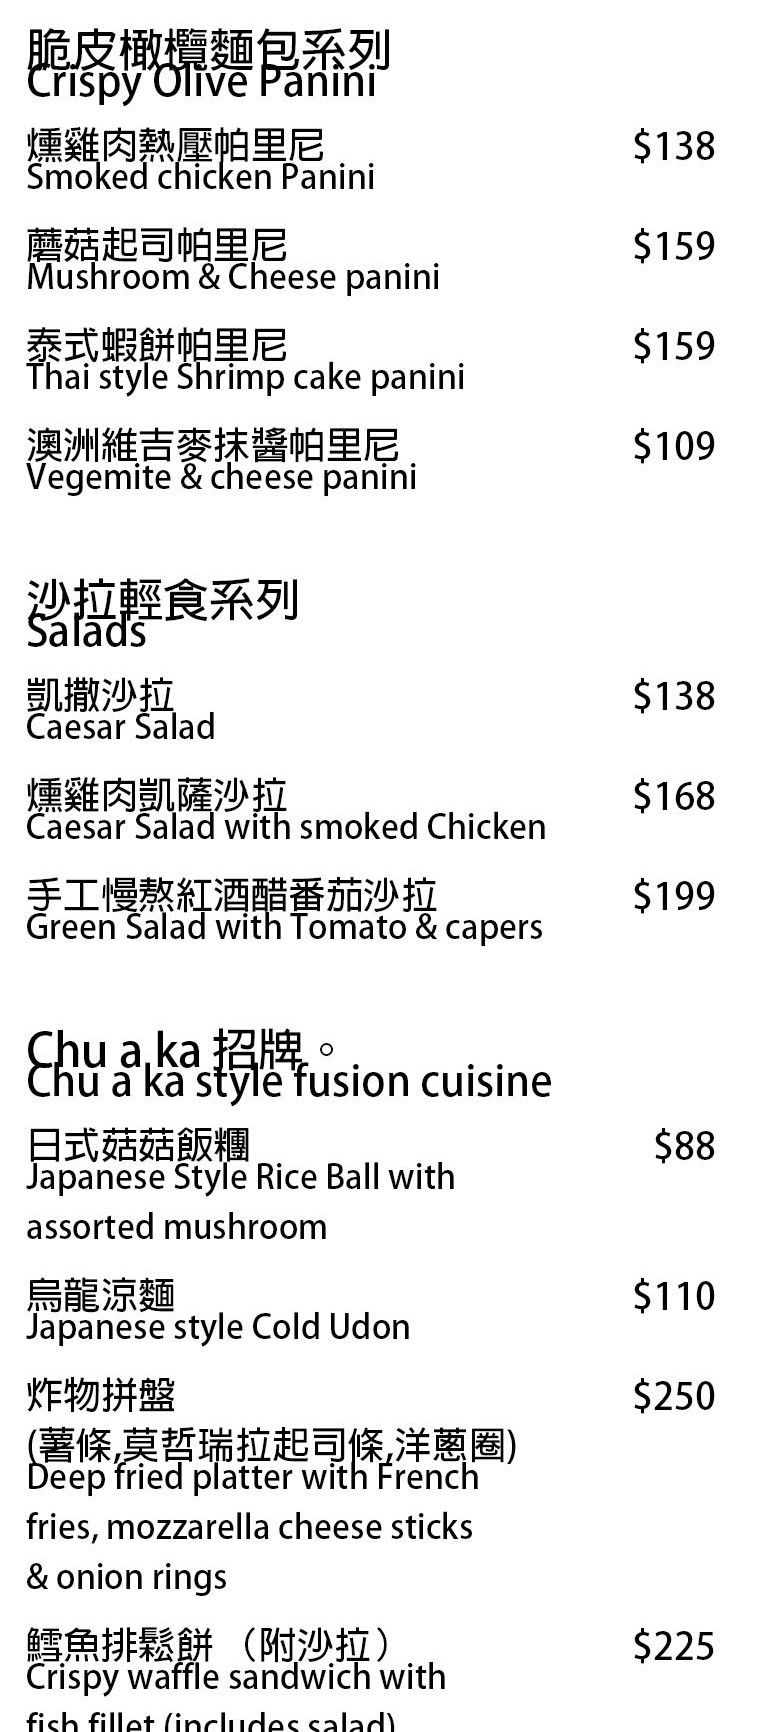 脆皮橄欖麵包系列
Crispy Olive Panini
燻雞肉熱壓帕里尼 $138
Smoked chicken Panini
蘑菇起司帕里尼 $159
Mushroom & Cheese panini
泰式蝦餅帕里尼 $159
Thai style Shrimp cake panini
澳洲維吉麥抹醬帕里尼 $109
Vegemite & cheese panini
沙拉輕食系列
Salads
凱撒沙拉 $138
Caesar Salad
燻雞肉凱薩沙拉 $168
Caesar Salad with smoked Chicken
手工慢熬紅酒醋番茄沙拉 $199
Green Salad with Tomato & capers
Chu a ka 招牌。
Chu a ka style fusion cuisine
日式菇菇飯糰 $88
Japanese Style Rice Ball with
assorted mushroom
烏龍涼麵 $110
Japanese style Cold Udon
炸物拼盤 $250
(薯條,莫哲瑞拉起司條,洋蔥圈)
Deep fried platter with French
fries, mozzarella cheese sticks
& onion rings
鱈魚排鬆餅 （附沙拉） $225
Crispy waffle sandwich with
fish fillet (includes salad)